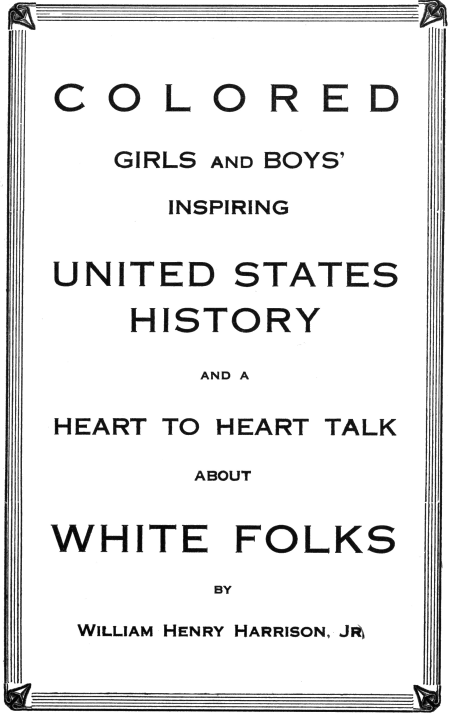 COLORED
GIRLS AND BOYS'
INSPIRING
UNITED STATES
HISTORY
AND A
HEART TO HEART TALK
ABOUT
WHITE FOLKS
BY
WILLIAM HENRY HARRISON, JR.